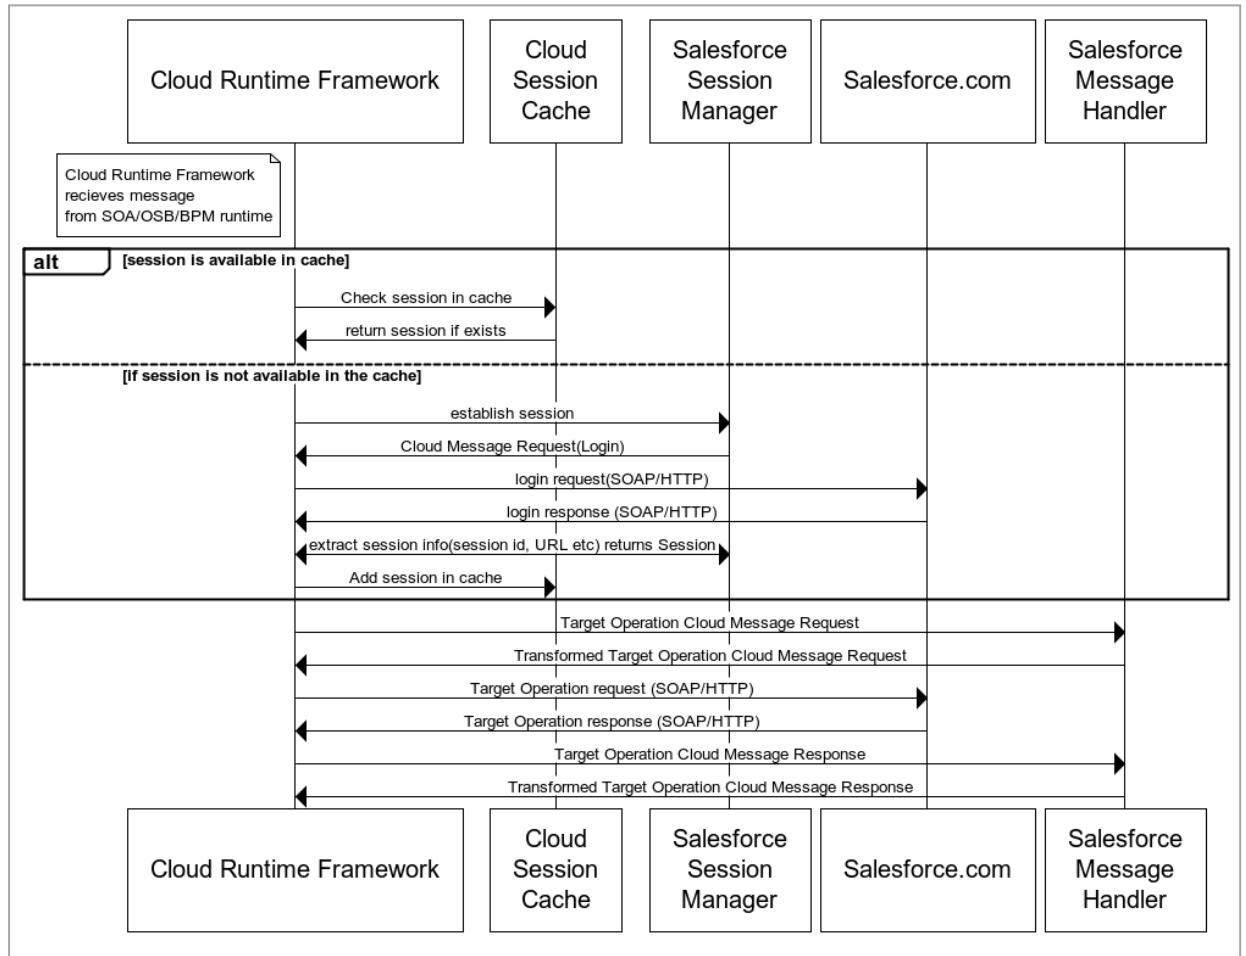 Cloud Runtime Framework
Cloud
Session
Cache
Salesforce
Session
Manager
Salesforce.com
Salesforce
Message
Handler
Cloud Runtime Framework
recieves message
from SOA/OSB/BPM runtime
alt
[session is available in cache]
Check session in cache
return session if exists
[if session is not available in the cache]
establish session
Cloud Message Request(Login)
login request(SOAP/HTTP)
login response (SOAP/HTTP)
extract session info(session id, URL etc) returns Session
Add session in cache
Target Operation Cloud Message Request
Transformed Target Operation Cloud Message Request
Target Operation request (SOAP/HTTP)
Target Operation response (SOAP/HTTP)
Target Operation Cloud Message Response
Transformed Target Operation Cloud Message Response
Cloud Runtime Framework
Cloud
Session
Cache
Salesforce
Session
Manager
Salesforce.com
Salesforce
Message
Handler